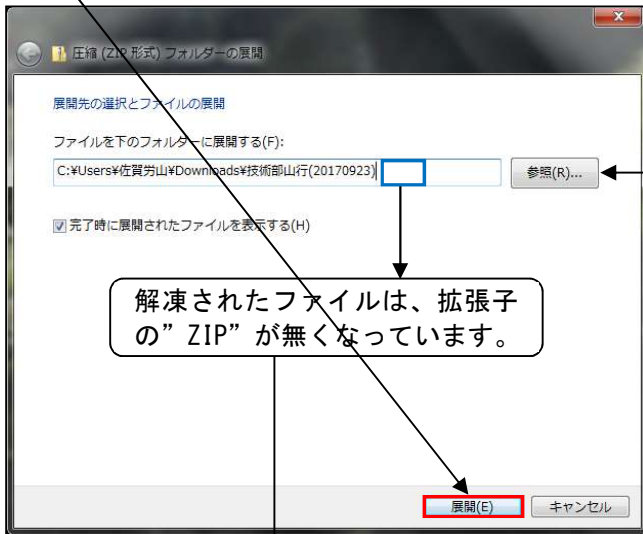 圧縮 (ZIP 形式) フォルダーの展開
展開先の選択とファイルの展開
ファイルを下のフォルダーに展開する(F):
C:¥Users¥佐賀労山¥Downloads¥技術部山行(20170923)
参照(R)...
完了時に展開されたファイルを表示する(H)
解凍されたファイルは、拡張子
の”ZIP”が無くなっています。
展開(E)
キャンセル